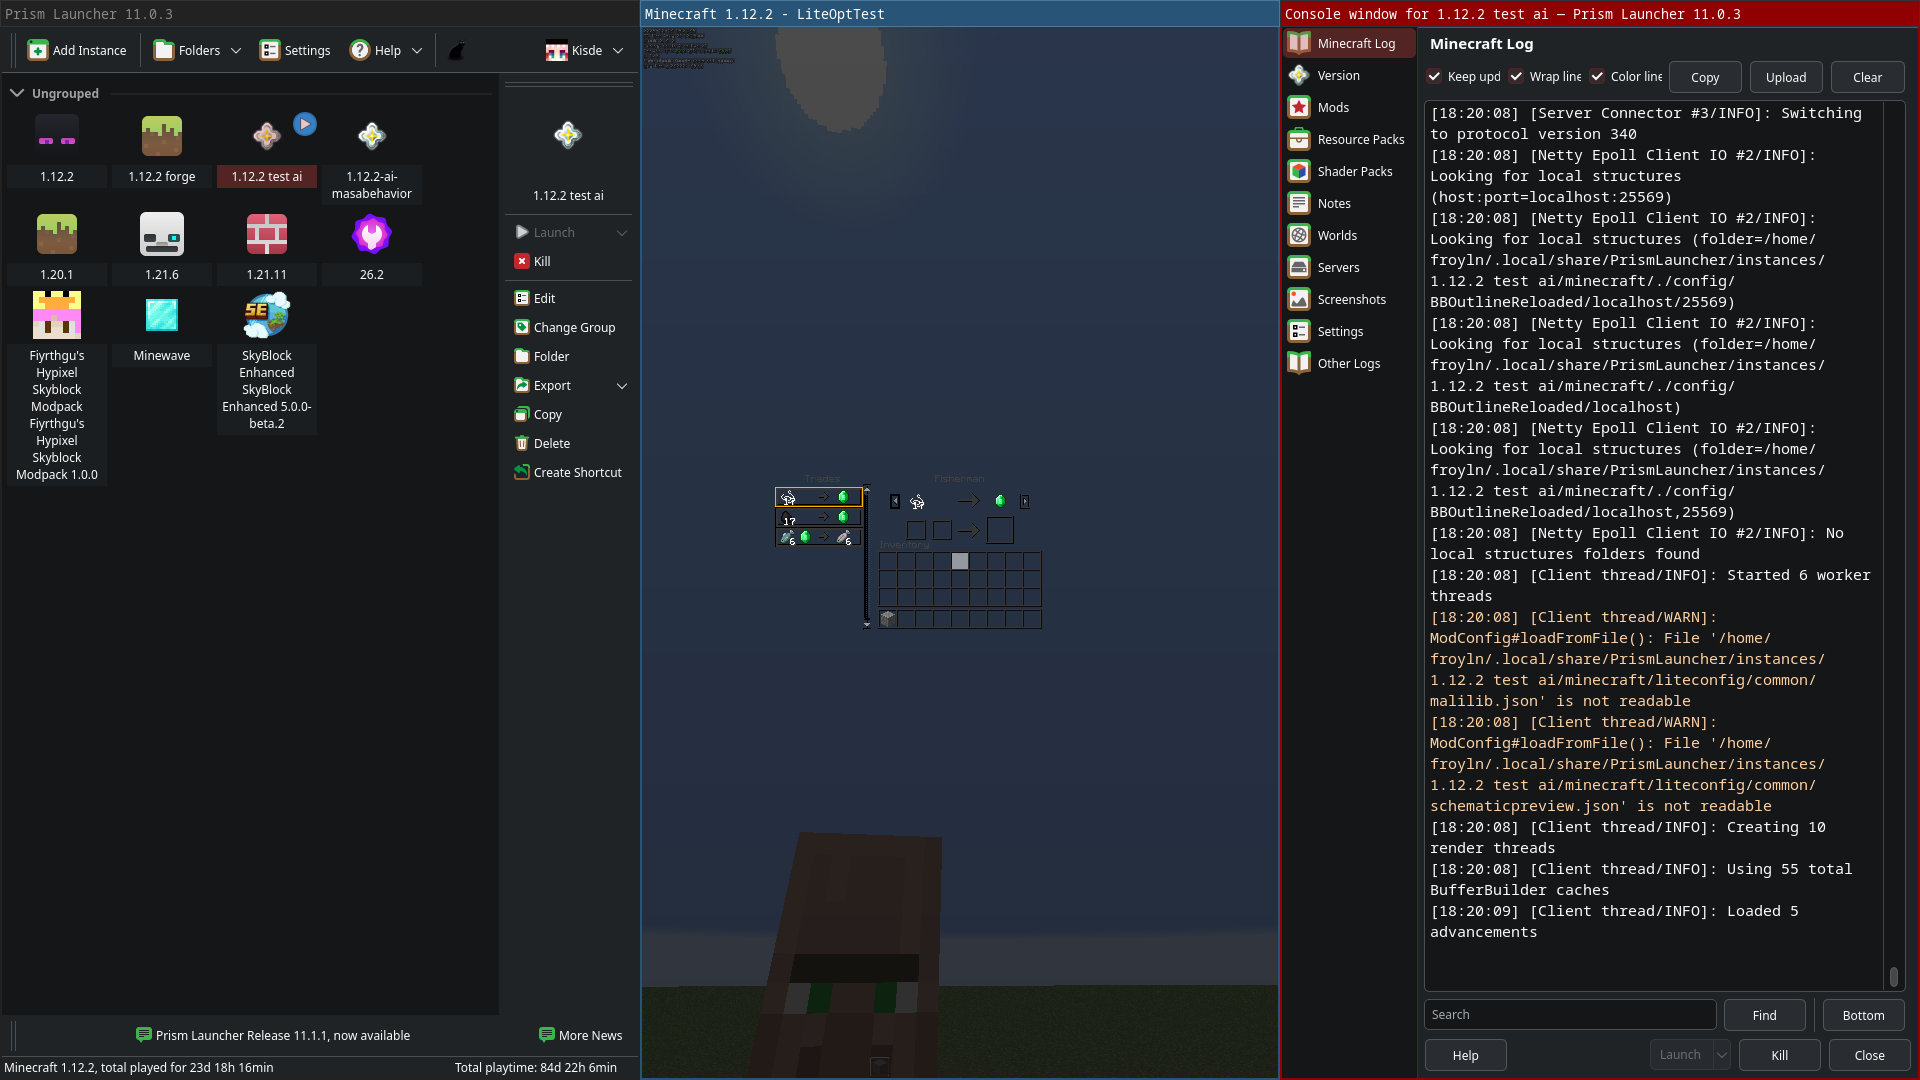 Prism Launcher 11.0.3
Add Instance
Folders
Settings
Help
Kisde
Ungrouped
1.12.2
1.12.2 forge
1.12.2 test ai
1.12.2-ai-
masabehavior
1.20.1
1.21.6
1.21.11
26.2
Fiyrthgu's
Hypixel
Skyblock
Modpack
Fiyrthgu's
Hypixel
Skyblock
Modpack 1.0.0
Minewave
SkyBlock
Enhanced
SkyBlock
Enhanced 5.0.0-
beta.2
1.12.2 test ai
Launch
Kill
Edit
Change Group
Folder
Export
Copy
Delete
Create Shortcut
Prism Launcher Release 11.1.1, now available
More News
Minecraft 1.12.2, total played for 23d 18h 16min
Total playtime: 84d 22h 6min
Minecraft 1.12.2 - LiteOptTest
Trades
Fisherman
17
6
6
Inventory
Console window for 1.12.2 test ai — Prism Launcher 11.0.3
Minecraft Log
Version
Mods
Resource Packs
Shader Packs
Notes
Worlds
Servers
Screenshots
Settings
Other Logs
Minecraft Log
Keep upd
Wrap line
Color line
Copy
Upload
Clear
[18:20:08] [Server Connector #3/INFO]: Switching
to protocol version 340
[18:20:08] [Netty Epoll Client IO #2/INFO]:
Looking for local structures
(host:port=localhost:25569)
[18:20:08] [Netty Epoll Client IO #2/INFO]:
Looking for local structures (folder=/home/
froyln/.local/share/PrismLauncher/instances/
1.12.2 test ai/minecraft/./config/
BBOutlineReloaded/localhost/25569)
[18:20:08] [Netty Epoll Client IO #2/INFO]:
Looking for local structures (folder=/home/
froyln/.local/share/PrismLauncher/instances/
1.12.2 test ai/minecraft/./config/
BBOutlineReloaded/localhost)
[18:20:08] [Netty Epoll Client IO #2/INFO]:
Looking for local structures (folder=/home/
froyln/.local/share/PrismLauncher/instances/
1.12.2 test ai/minecraft/./config/
BBOutlineReloaded/localhost,25569)
[18:20:08] [Netty Epoll Client IO #2/INFO]: No
local structures folders found
[18:20:08] [Client thread/INFO]: Started 6 worker
threads
[18:20:08] [Client thread/WARN]:
ModConfig#loadFromFile(): File '/home/
froyln/.local/share/PrismLauncher/instances/
1.12.2 test ai/minecraft/liteconfig/common/
malilib.json' is not readable
[18:20:08] [Client thread/WARN]:
ModConfig#loadFromFile(): File '/home/
froyln/.local/share/PrismLauncher/instances/
1.12.2 test ai/minecraft/liteconfig/common/
schematicpreview.json' is not readable
[18:20:08] [Client thread/INFO]: Creating 10
render threads
[18:20:08] [Client thread/INFO]: Using 55 total
BufferBuilder caches
[18:20:09] [Client thread/INFO]: Loaded 5
advancements
Search
Find
Bottom
Help
Launch
Kill
Close